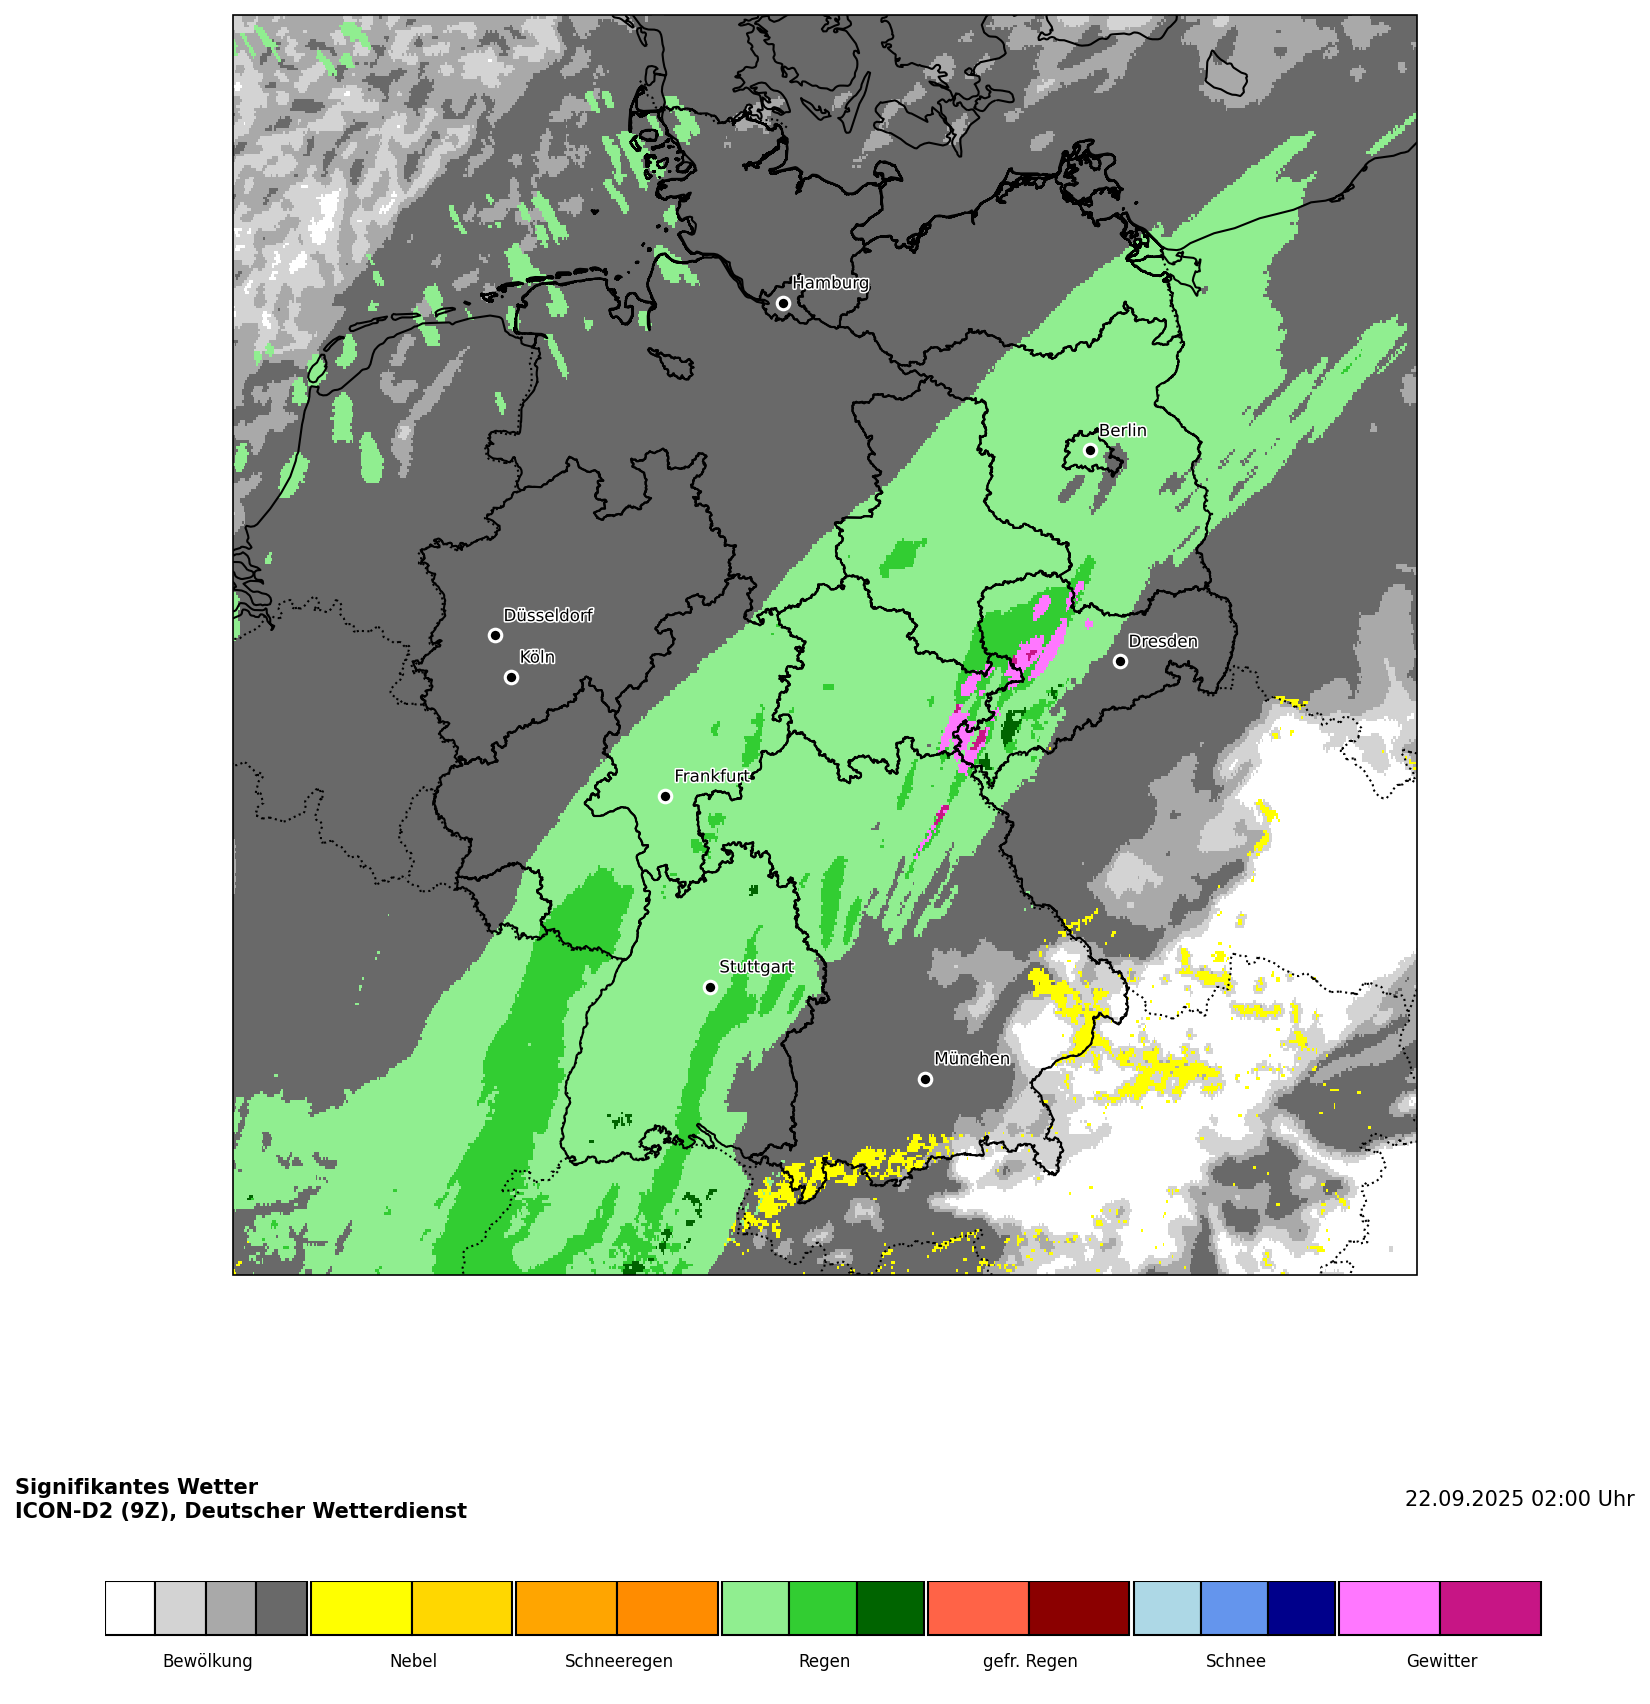 Hamburg
Berlin
Düsseldorf
Köln
Dresden
Frankfurt
Stuttgart
München
Signifikantes Wetter
ICON-D2 (9Z), Deutscher Wetterdienst
22.09.2025 02:00 Uhr
Bewölkung
Nebel
Schneeregen
Regen
gefr. Regen
Schnee
Gewitter